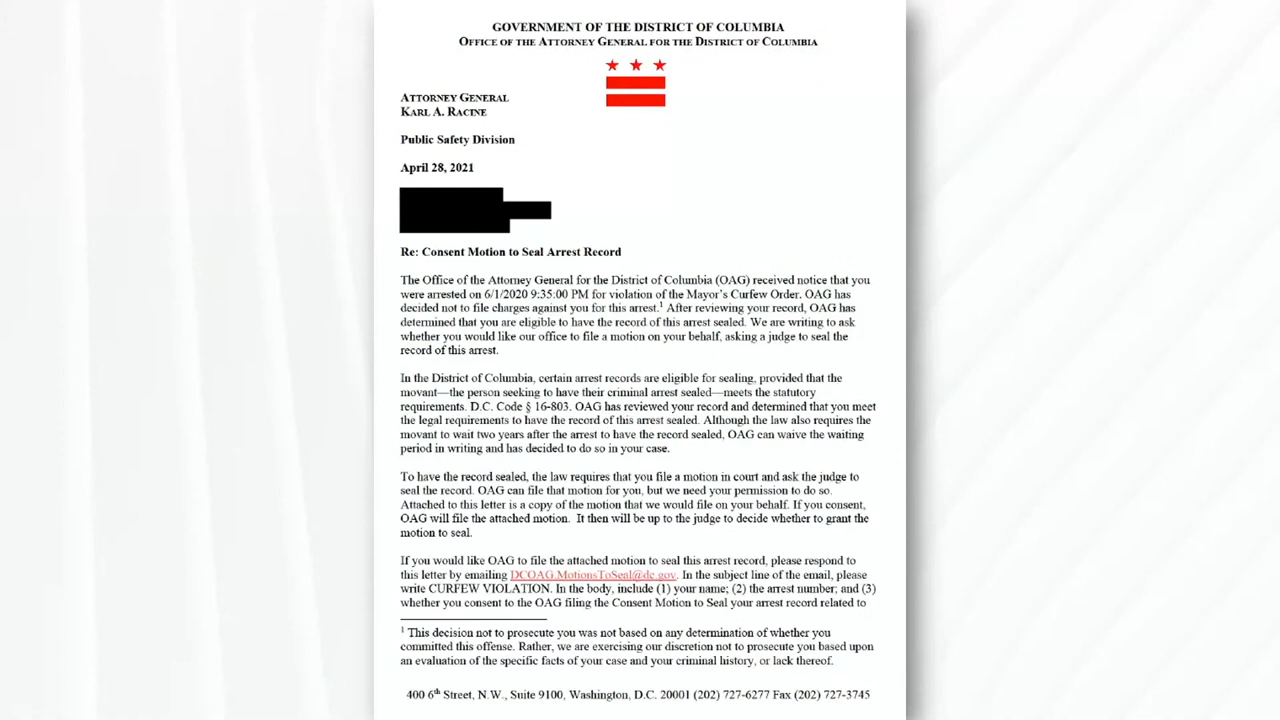 GOVERNMENT OF THE DISTRICT OF COLUMBIA
OFFICE OF THE ATTORNEY GENERAL FOR THE DISTRICT OF COLUMBIA
ATTORNEY GENERAL
KARL A. RACINE
Public Safety Division
April 28, 2021
Re: Consent Motion to Seal Arrest Record
The Office of the Attorney General for the District of Columbia (OAG) received notice that you
were arrested on 6/1/2020 9:35:00 PM for violation of the Mayor's Curfew Order. OAG has
decided not to file charges against you for this arrest.¹ After reviewing your record, OAG has
determined that you are eligible to have the record of this arrest sealed. We are writing to ask
whether you would like our office to file a motion on your behalf, asking a judge to seal the
record of this arrest.
In the District of Columbia, certain arrest records are eligible for sealing, provided that the
movant—the person seeking to have their criminal arrest sealed—meets the statutory
requirements. D.C. Code § 16-803. OAG has reviewed your record and determined that you meet
the legal requirements to have the record of this arrest sealed. Although the law also requires the
movant to wait two years after the arrest to have the record sealed, OAG can waive the waiting
period in writing and has decided to do so in your case.
To have the record sealed, the law requires that you file a motion in court and ask the judge to
seal the record. OAG can file that motion for you, but we need your permission to do so.
Attached to this letter is a copy of the motion that we would file on your behalf. If you consent,
OAG will file the attached motion. It then will be up to the judge to decide whether to grant the
motion to seal.
If you would like OAG to file the attached motion to seal this arrest record, please respond to
this letter by emailing DCOAG.MotionsToSeal@dc.gov. In the subject line of the email, please
write CURFEW VIOLATION. In the body, include (1) your name; (2) the arrest number; and (3)
whether you consent to the OAG filing the Consent Motion to Seal your arrest record related to
¹ This decision not to prosecute you was not based on any determination of whether you
committed this offense. Rather, we are exercising our discretion not to prosecute you based upon
an evaluation of the specific facts of your case and your criminal history, or lack thereof.
400 6th Street, N.W., Suite 9100, Washington, D.C. 20001 (202) 727-6277 Fax (202) 727-3745